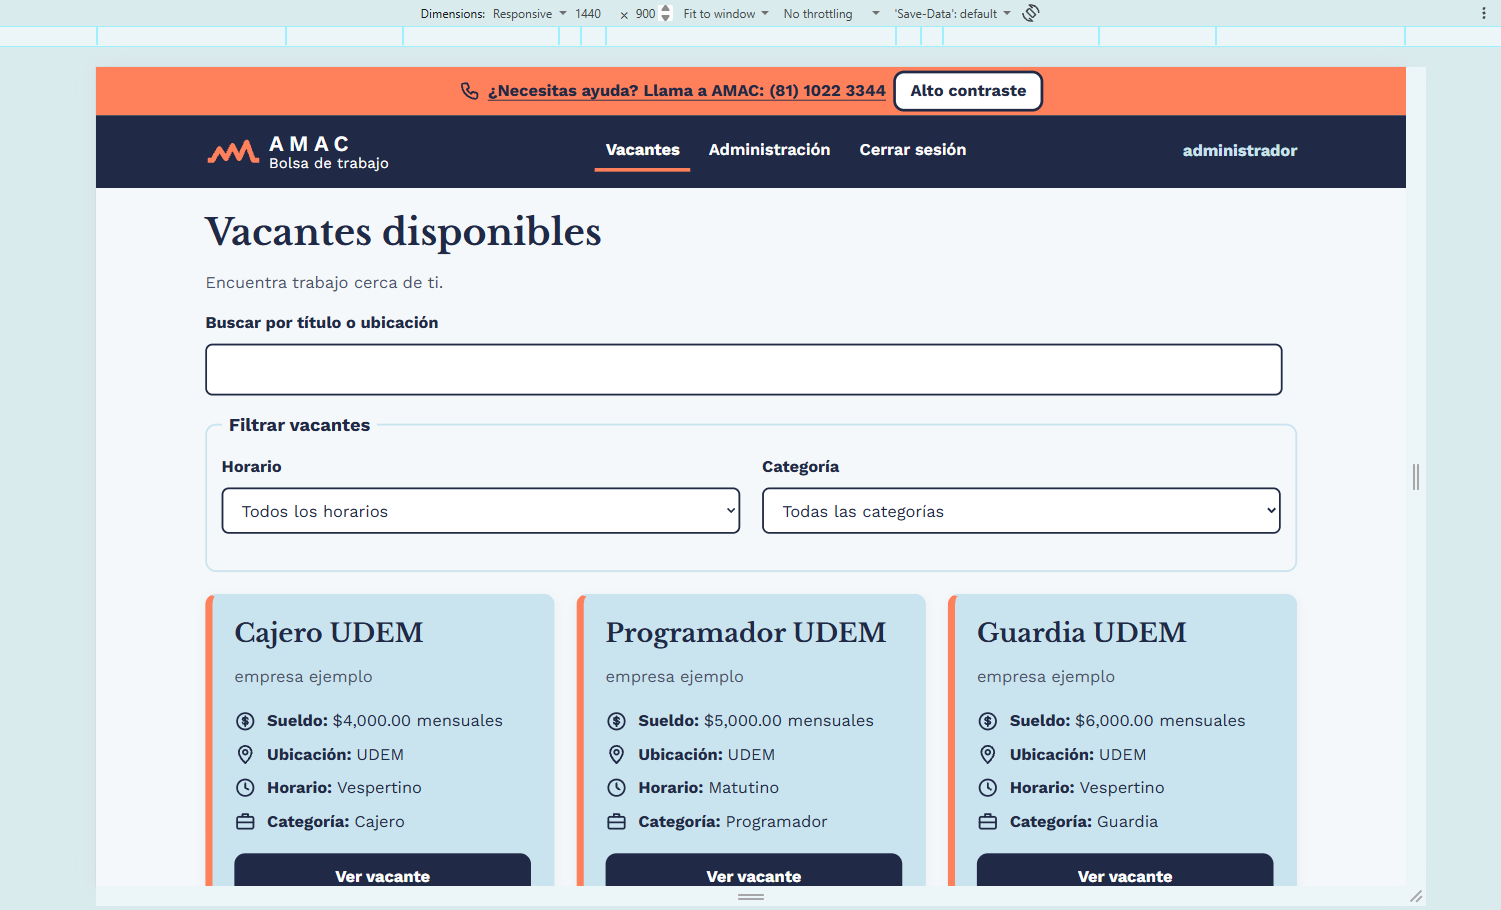 Dimensions: Responsive 1440 × 900 Fit to window No throttling 'Save-Data': default
¿Necesitas ayuda? Llama a AMAC: (81) 1022 3344 Alto contraste
AMAC
Bolsa de trabajo
Vacantes Administración Cerrar sesión administrador
Vacantes disponibles
Encuentra trabajo cerca de ti.
Buscar por título o ubicación
Filtrar vacantes
Horario Categoría
Todos los horarios Todas las categorías
Cajero UDEM
empresa ejemplo
Sueldo: $4,000.00 mensuales
Ubicación: UDEM
Horario: Vespertino
Categoría: Cajero
Ver vacante
Programador UDEM
empresa ejemplo
Sueldo: $5,000.00 mensuales
Ubicación: UDEM
Horario: Matutino
Categoría: Programador
Ver vacante
Guardia UDEM
empresa ejemplo
Sueldo: $6,000.00 mensuales
Ubicación: UDEM
Horario: Vespertino
Categoría: Guardia
Ver vacante